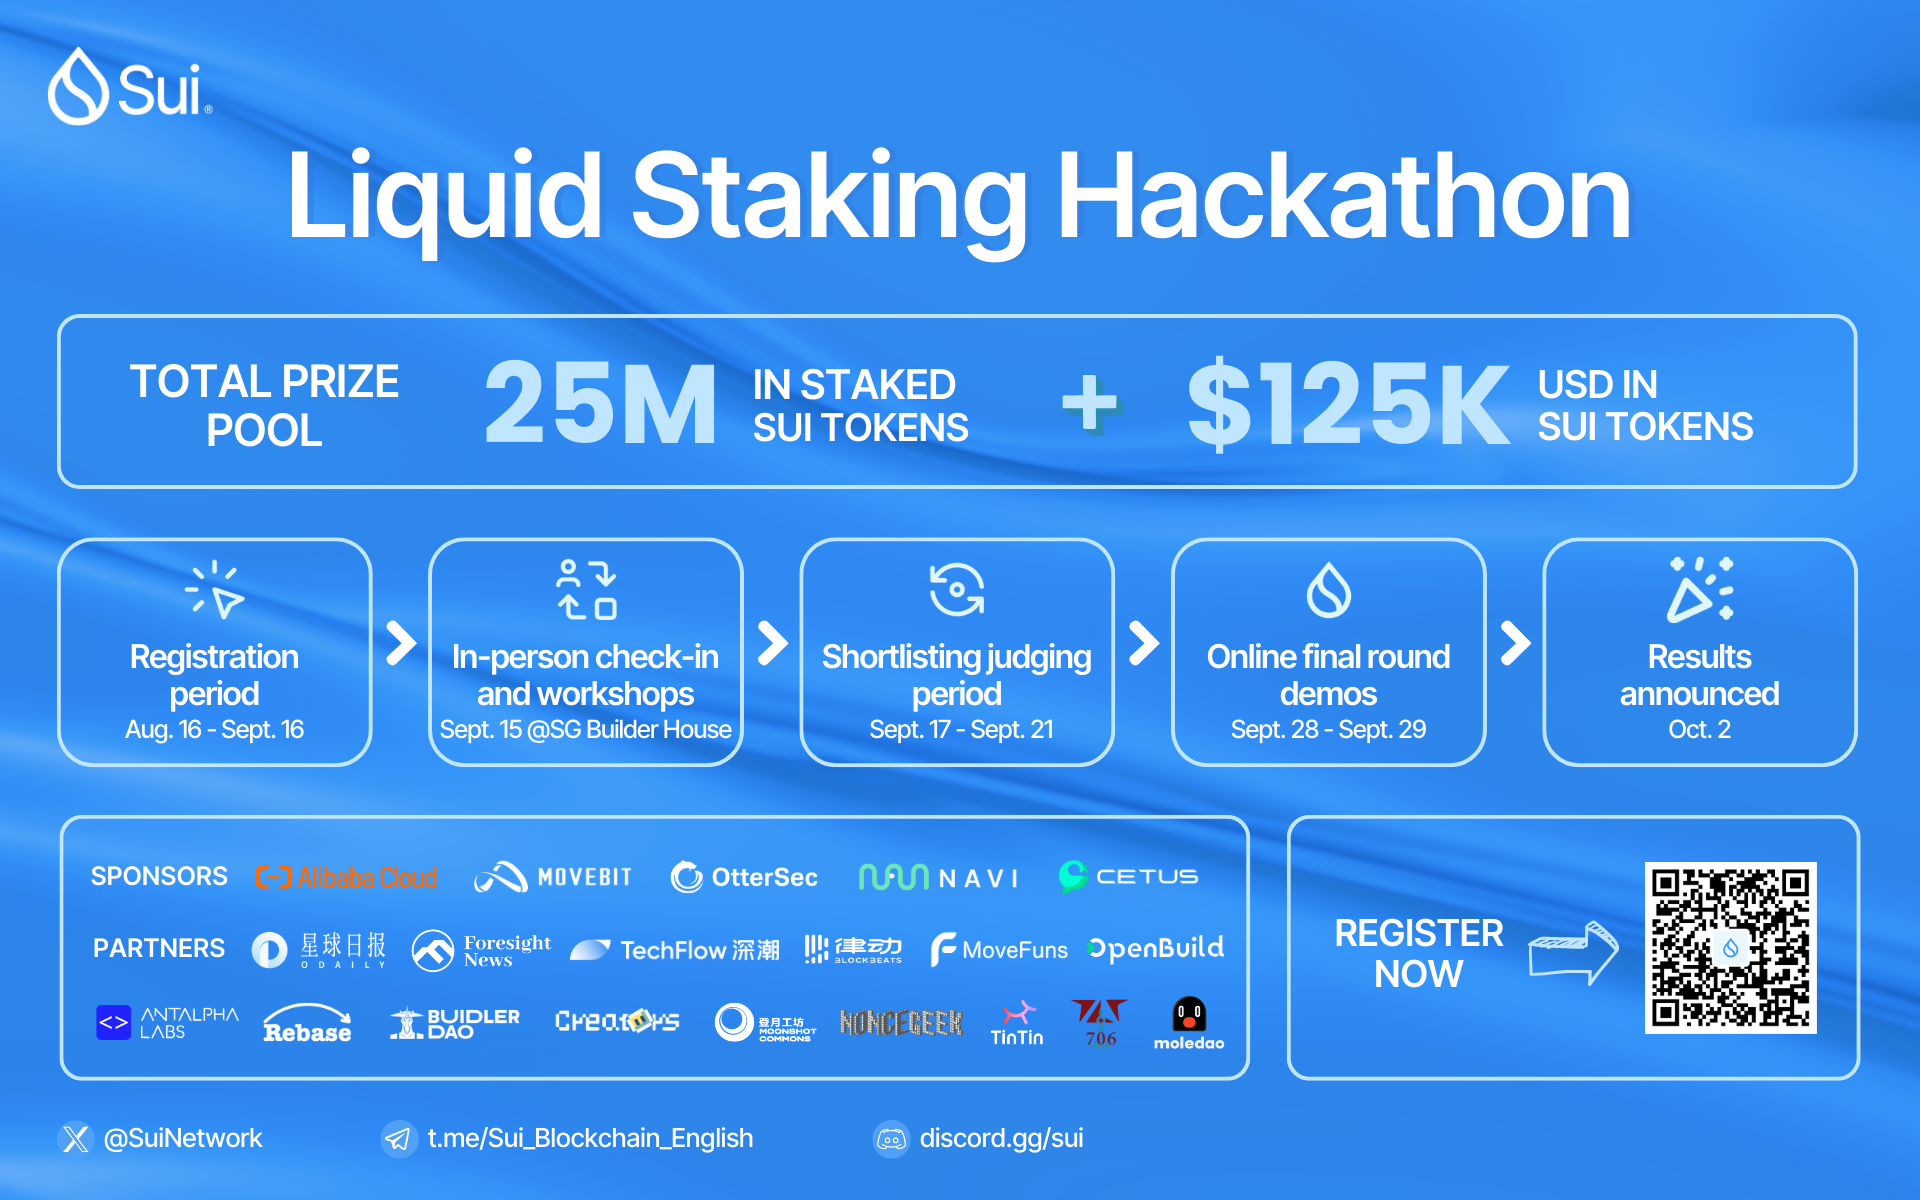 Sui®
Liquid Staking Hackathon
TOTAL PRIZE
POOL
25M
IN STAKED
SUI TOKENS
+
$125K
USD IN
SUI TOKENS
Registration
period
Aug. 16 - Sept. 16
In-person check-in
and workshops
Sept. 15 @SG Builder House
Shortlisting judging
period
Sept. 17 - Sept. 21
Online final round
demos
Sept. 28 - Sept. 29
Results
announced
Oct. 2
SPONSORS
Alibaba Cloud
MOVEBIT
OtterSec
NAVI
CETUS
PARTNERS
星球日报
ODAILY
Foresight
News
TechFlow 深潮
律动
BLOCKBEATS
MoveFuns
OpenBuild
<> ANTALPHA
LABS
Rebase
BUIDLER
DAO
Creators
登月工坊
MOONSHOT
COMMONS
NONCEGEEK
TinTin
706
moledao
REGISTER
NOW
@SuiNetwork
t.me/Sui_Blockchain_English
discord.gg/sui